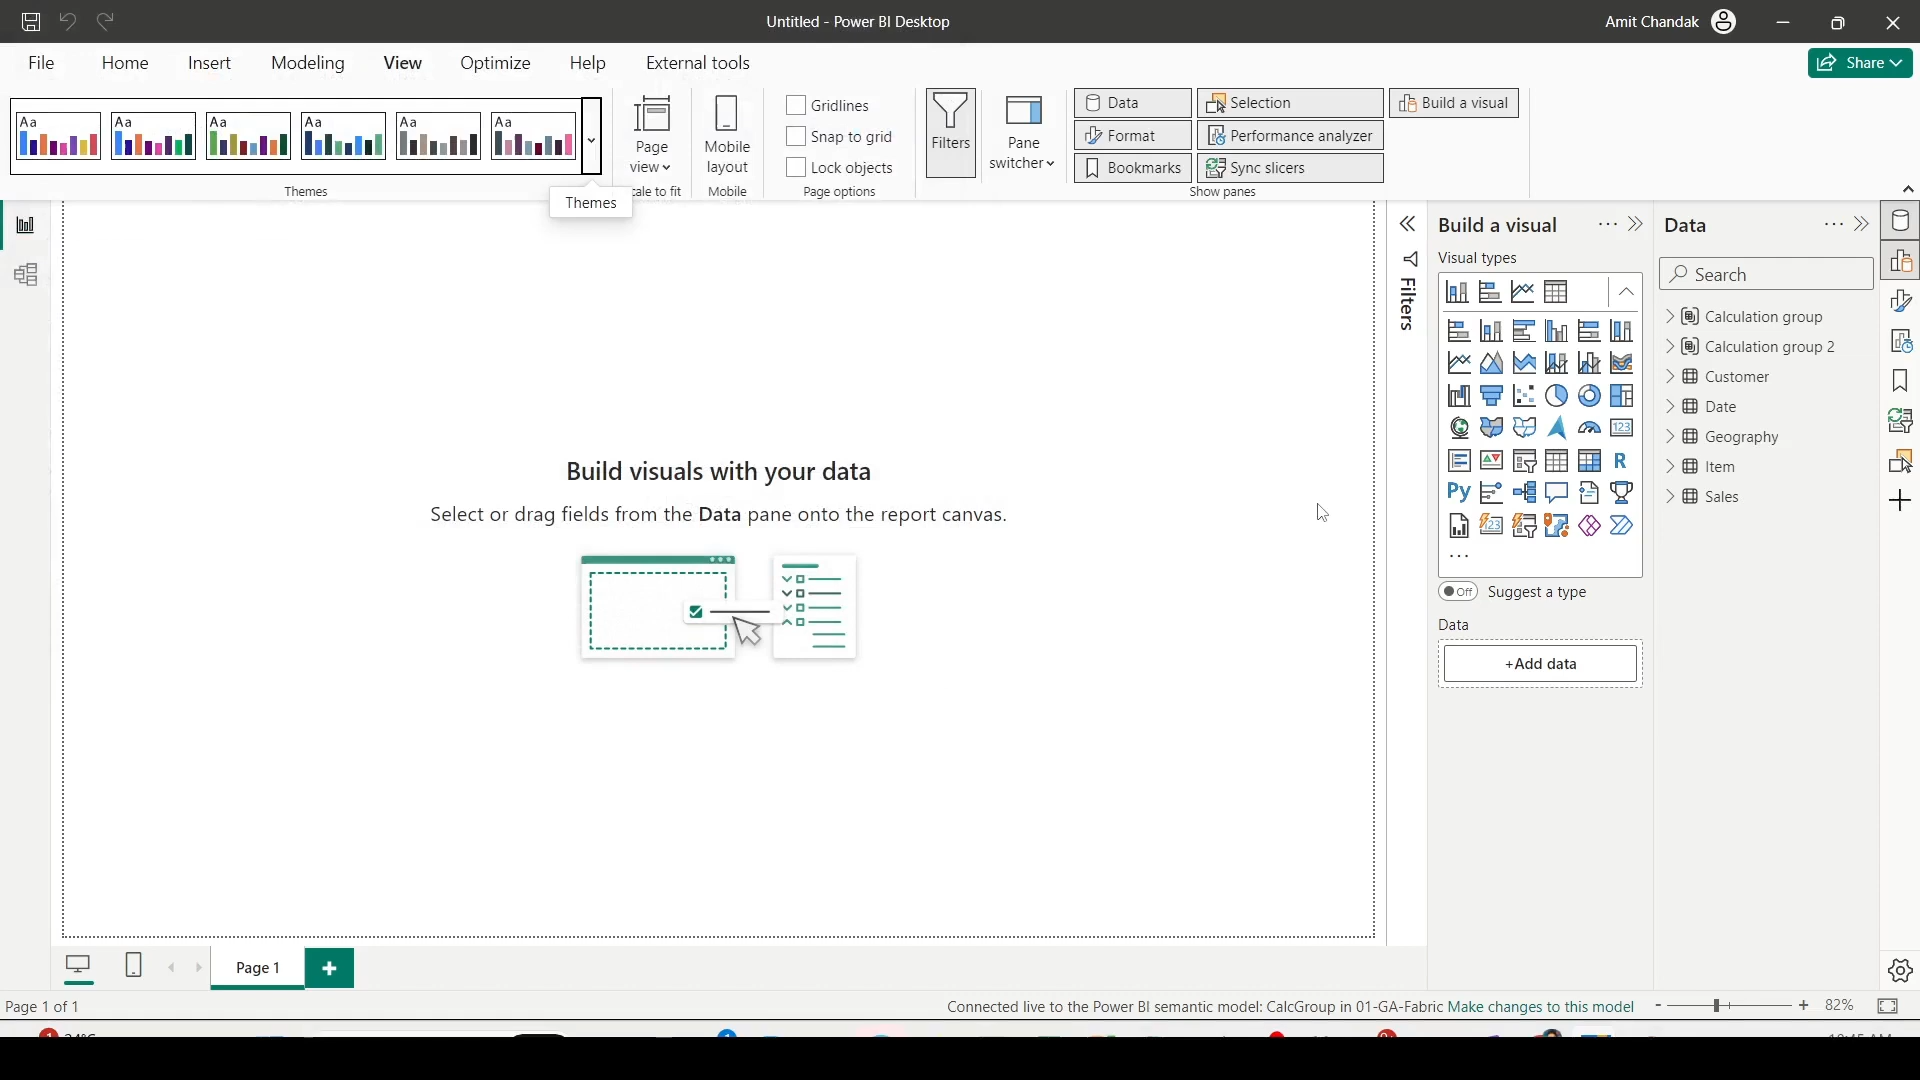 Untitled - Power BI Desktop
Amit Chandak
File
Home
Insert
Modeling
View
Optimize
Help
External tools
Share
Aa
Aa
Aa
Aa
Aa
Aa
Themes
Page
view
Mobile
layout
Mobile
Gridlines
Snap to grid
Lock objects
Page options
Filters
Pane
switcher
Data
Format
Bookmarks
Selection
Performance analyzer
Sync slicers
Build a visual
Show panes
Themes
ale to fit
Build visuals with your data
Select or drag fields from the Data pane onto the report canvas.
Filters
Build a visual
Visual types
123
R
Py
123
Off
Suggest a type
Data
+Add data
Data
Search
Calculation group
Calculation group 2
Customer
Date
Geography
Item
Sales
Page 1
Page 1 of 1
Connected live to the Power BI semantic model: CalcGroup in 01-GA-Fabric Make changes to this model
- + 82%